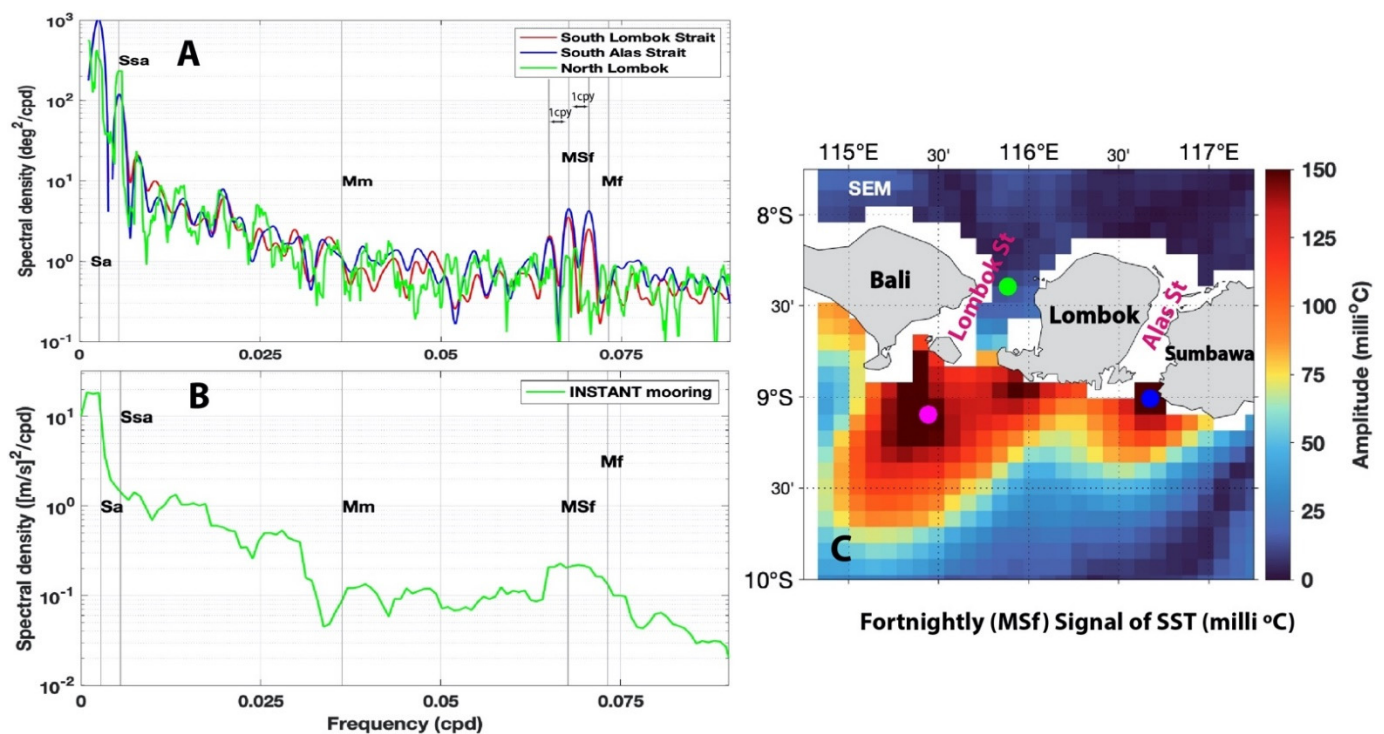 A
South Lombok Strait
South Alas Strait
North Lombok
Ssa
Sa
Mm
MSf
Mf
1cpy
1cpy
Spectral density (deg²/cpd)
10³
10²
10¹
10⁰
10⁻¹
0
0.025
0.05
0.075
B
INSTANT mooring
Ssa
Sa
Mm
MSf
Mf
Spectral density ([m/s]²/cpd)
10¹
10⁰
10⁻¹
10⁻²
0
0.025
0.05
0.075
Frequency (cpd)
115°E
30'
116°E
30'
117°E
8°S
30'
9°S
30'
10°S
SEM
Bali
Lombok St
Lombok
Alas St
Sumbawa
C
150
125
100
75
50
25
0
Amplitude (milli°C)
Fortnightly (MSf) Signal of SST (milli ºC)